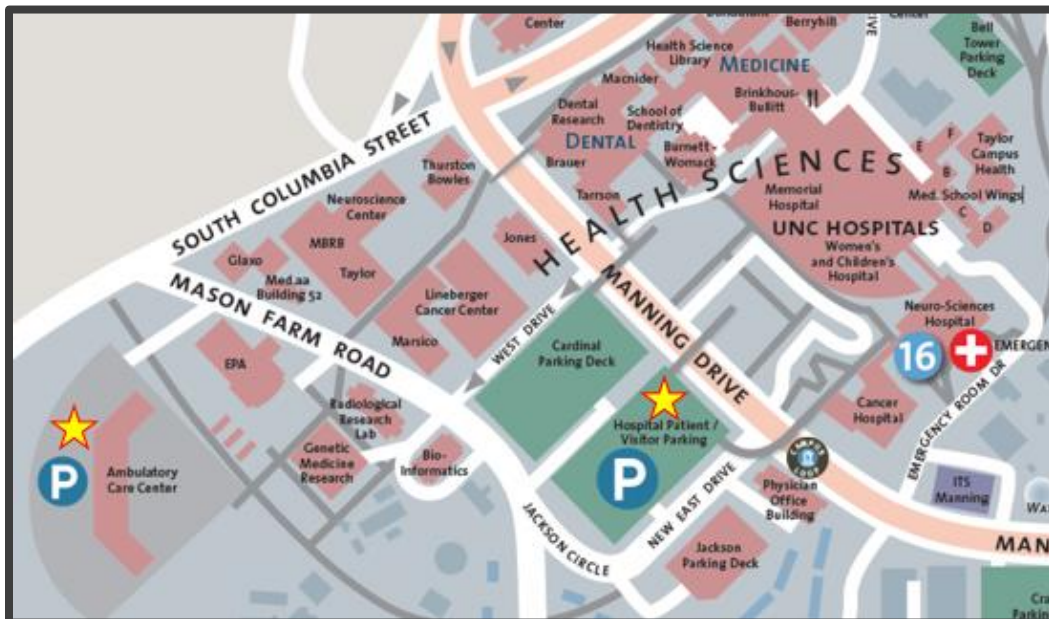 Center
Berryhill
Center
Bell
Tower
Parking
Deck
Health Science
Library
MEDICINE
Macnider
Brinkhous-
Bullitt
Dental
Research
School of
Dentistry
DENTAL
Burnett-
Womack
Brauer
Tarrson
F
E
B
Taylor
Campus
Health
Med. School Wings
C
D
HEALTH SCIENCES
Memorial
Hospital
UNC HOSPITALS
Women's
and Children's
Hospital
SOUTH COLUMBIA STREET
Thurston
Bowles
Neuroscience
Center
MBRB
Glaxo
Med.aa
Building 52
Taylor
Jones
Lineberger
Cancer Center
Marsico
MASON FARM ROAD
WEST DRIVE
MANNING DRIVE
Cardinal
Parking Deck
Neuro-Sciences
Hospital
16
EMERGEN
EMERGENCY ROOM DR
Cancer
Hospital
EPA
Radiological
Research
Lab
Genetic
Medicine
Research
Bio-
Informatics
Hospital Patient /
Visitor Parking
P
P
Ambulatory
Care Center
JACKSON CIRCLE
NEW EAST DRIVE
Physician
Office
Building
Jackson
Parking Deck
ITS
Manning
MAN
Parking